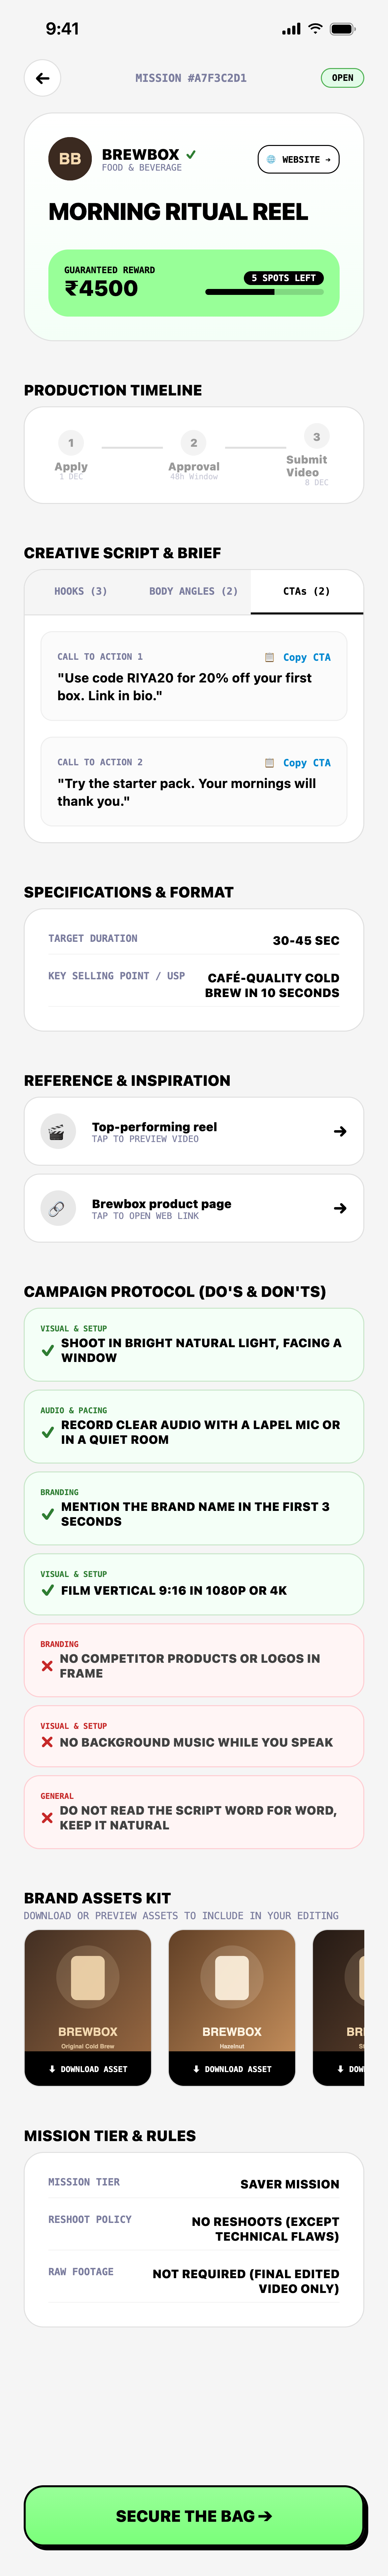 9:41
MISSION #A7F3C2D1
OPEN
BB
BREWBOX
FOOD & BEVERAGE
WEBSITE →
MORNING RITUAL REEL
GUARANTEED REWARD
₹4500
5 SPOTS LEFT
PRODUCTION TIMELINE
1
Apply
1 DEC
2
Approval
48h Window
3
Submit
Video
8 DEC
CREATIVE SCRIPT & BRIEF
HOOKS (3)
BODY ANGLES (2)
CTAs (2)
CALL TO ACTION 1
Copy CTA
"Use code RIYA20 for 20% off your first
box. Link in bio."
CALL TO ACTION 2
Copy CTA
"Try the starter pack. Your mornings will
thank you."
SPECIFICATIONS & FORMAT
TARGET DURATION
30-45 SEC
KEY SELLING POINT / USP
CAFÉ-QUALITY COLD
BREW IN 10 SECONDS
REFERENCE & INSPIRATION
Top-performing reel
TAP TO PREVIEW VIDEO
Brewbox product page
TAP TO OPEN WEB LINK
CAMPAIGN PROTOCOL (DO'S & DON'TS)
VISUAL & SETUP
SHOOT IN BRIGHT NATURAL LIGHT, FACING A
WINDOW
AUDIO & PACING
RECORD CLEAR AUDIO WITH A LAPEL MIC OR
IN A QUIET ROOM
BRANDING
MENTION THE BRAND NAME IN THE FIRST 3
SECONDS
VISUAL & SETUP
FILM VERTICAL 9:16 IN 1080P OR 4K
BRANDING
NO COMPETITOR PRODUCTS OR LOGOS IN
FRAME
VISUAL & SETUP
NO BACKGROUND MUSIC WHILE YOU SPEAK
GENERAL
DO NOT READ THE SCRIPT WORD FOR WORD,
KEEP IT NATURAL
BRAND ASSETS KIT
DOWNLOAD OR PREVIEW ASSETS TO INCLUDE IN YOUR EDITING
BREWBOX
Original Cold Brew
DOWNLOAD ASSET
BREWBOX
Hazelnut
DOWNLOAD ASSET
MISSION TIER & RULES
MISSION TIER
SAVER MISSION
RESHOOT POLICY
NO RESHOOTS (EXCEPT
TECHNICAL FLAWS)
RAW FOOTAGE
NOT REQUIRED (FINAL EDITED
VIDEO ONLY)
SECURE THE BAG →